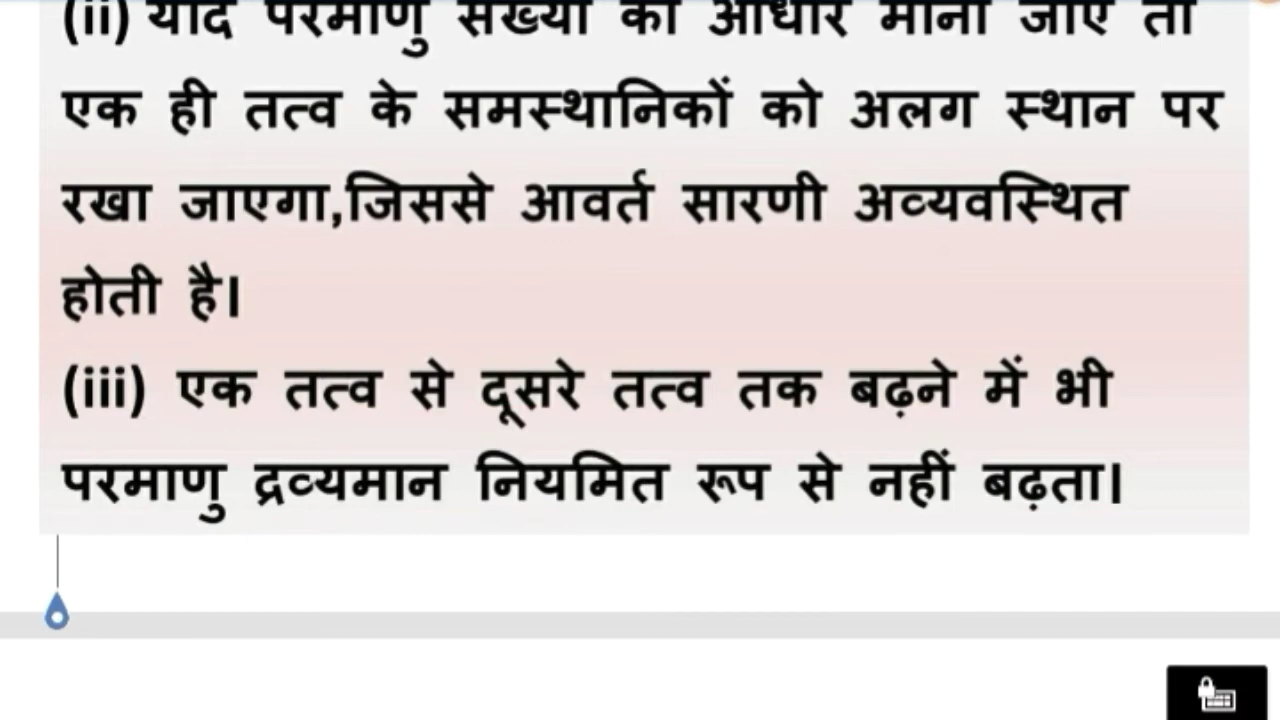 (ii) यदि परमाणु संख्या को आधार माना जाए तो
एक ही तत्व के समस्थानिकों को अलग स्थान पर
रखा जाएगा,जिससे आवर्त सारणी अव्यवस्थित
होती है।
(iii) एक तत्व से दूसरे तत्व तक बढ़ने में भी
परमाणु द्रव्यमान नियमित रूप से नहीं बढ़ता।